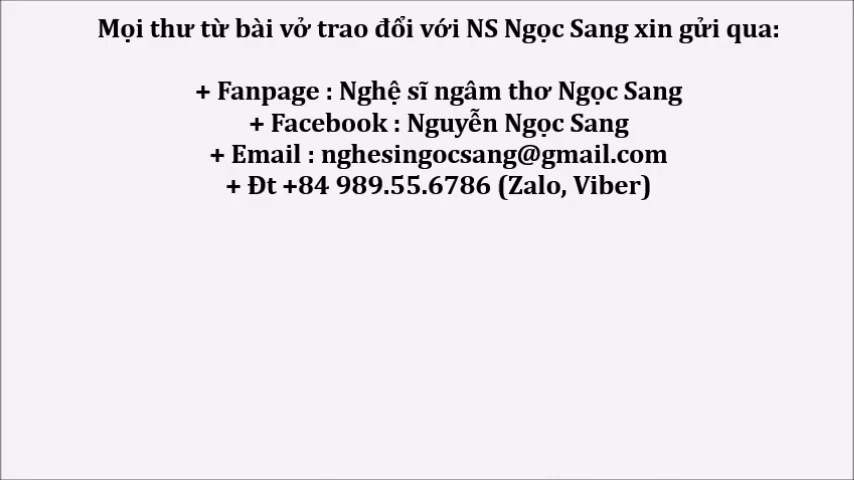 Mọi thư từ bài vở trao đổi với NS Ngọc Sang xin gửi qua:
+ Fanpage : Nghệ sĩ ngâm thơ Ngọc Sang
+ Facebook : Nguyễn Ngọc Sang
+ Email : nghesingocsang@gmail.com
+ Đt +84 989.55.6786 (Zalo, Viber)